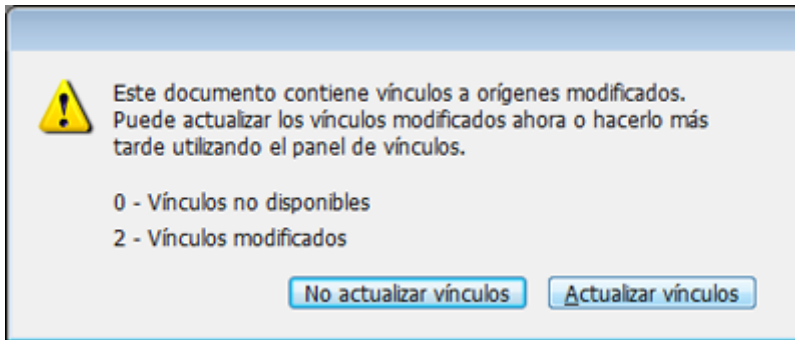 Este documento contiene vínculos a orígenes modificados.
Puede actualizar los vínculos modificados ahora o hacerlo más
tarde utilizando el panel de vínculos.
0 - Vínculos no disponibles
2 - Vínculos modificados
No actualizar vínculos
Actualizar vínculos